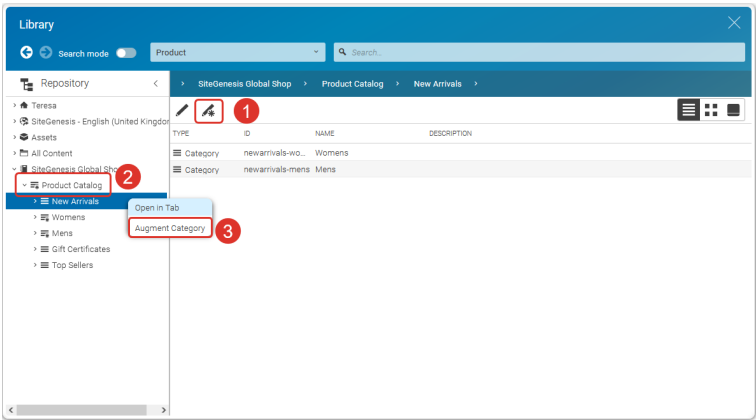 Library
Search mode
Product
Search...
Repository
SiteGenesis Global Shop
Product Catalog
New Arrivals
Teresa
SiteGenesis - English (United Kingdor
Assets
All Content
SiteGenesis Global Sho
Product Catalog
New Arrivals
Womens
Mens
Gift Certificates
Top Sellers
1
2
Open in Tab
Augment Category
3
TYPE ID NAME DESCRIPTION
Category newarrivals-wo... Womens
Category newarrivals-mens Mens